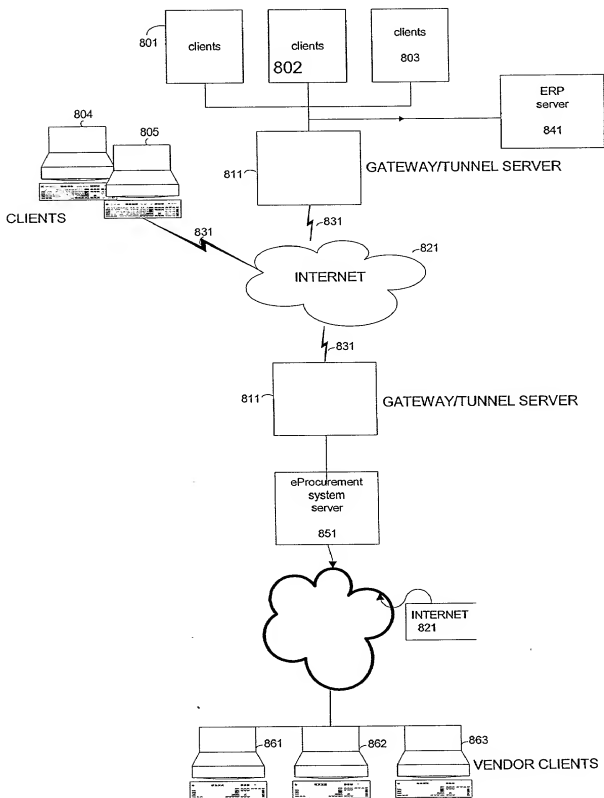 801
clients
clients
802
clients
803
ERP
server
841
804
805
811
GATEWAY/TUNNEL SERVER
CLIENTS
831
831
821
INTERNET
831
811
GATEWAY/TUNNEL SERVER
eProcurement
system
server
851
INTERNET
821
861
862
863
VENDOR CLIENTS